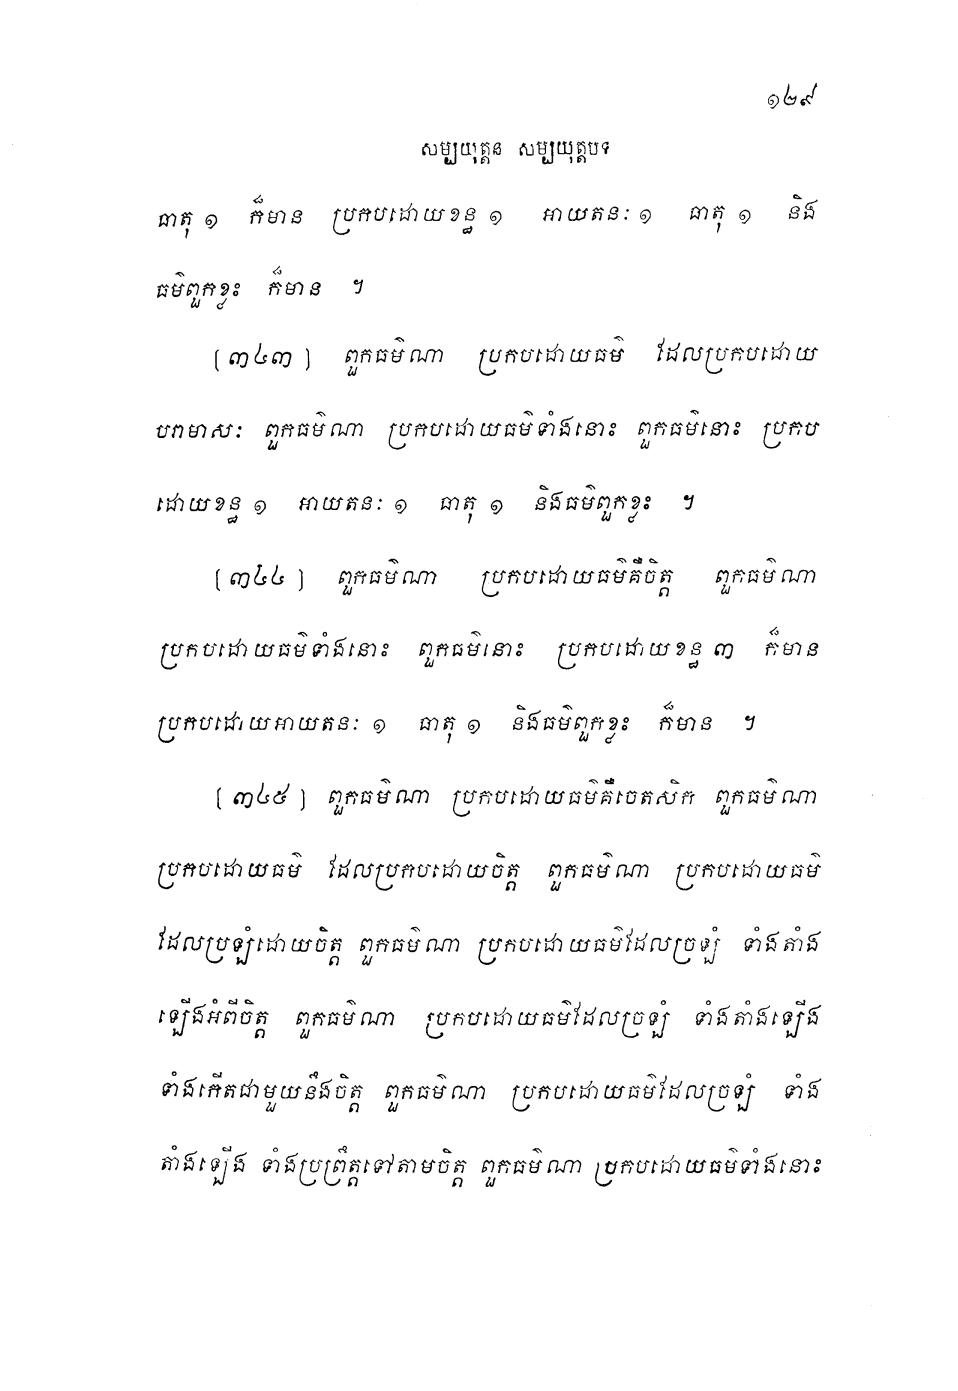 ១២៩
សម្បយុត្តេន សម្បយុត្តបទ
ធាតុ ១ ក៏មាន ប្រកបដោយខន្ធ ១ អាយតនៈ ១ ធាតុ ១ និង
ធម៌ពួកខ្លះ ក៏មាន ។
[៣៤៣] ពួកធម៌ណា ប្រកបដោយធម៌ ដែលប្រកបដោយ
បរាមាសៈ ពួកធម៌ណា ប្រកបដោយធម៌ទាំងនោះ ពួកធម៌នោះ ប្រកប
ដោយខន្ធ ១ អាយតនៈ ១ ធាតុ ១ និងធម៌ពួកខ្លះ ។
[៣៤៤] ពួកធម៌ណា ប្រកបដោយធម៌គឺចិត្ត ពួកធម៌ណា
ប្រកបដោយធម៌ទាំងនោះ ពួកធម៌នោះ ប្រកបដោយខន្ធ ៣ ក៏មាន
ប្រកបដោយអាយតនៈ ១ ធាតុ ១ និងធម៌ពួកខ្លះ ក៏មាន ។
[៣៤៥] ពួកធម៌ណា ប្រកបដោយធម៌គឺចេតសិក ពួកធម៌ណា
ប្រកបដោយធម៌ ដែលប្រកបដោយចិត្ត ពួកធម៌ណា ប្រកបដោយធម៌
ដែលប្រឡំដោយចិត្ត ពួកធម៌ណា ប្រកបដោយធម៌ដែលច្រឡំ ទាំងតាំង
ឡើងអំពីចិត្ត ពួកធម៌ណា ប្រកបដោយធម៌ដែលច្រឡំ ទាំងតាំងឡើង
ទាំងកើតជាមួយនឹងចិត្ត ពួកធម៌ណា ប្រកបដោយធម៌ដែលច្រឡំ ទាំង
តាំងឡើង ទាំងប្រព្រឹត្តទៅតាមចិត្ត ពួកធម៌ណា ប្រកបដោយធម៌ទាំងនោះ